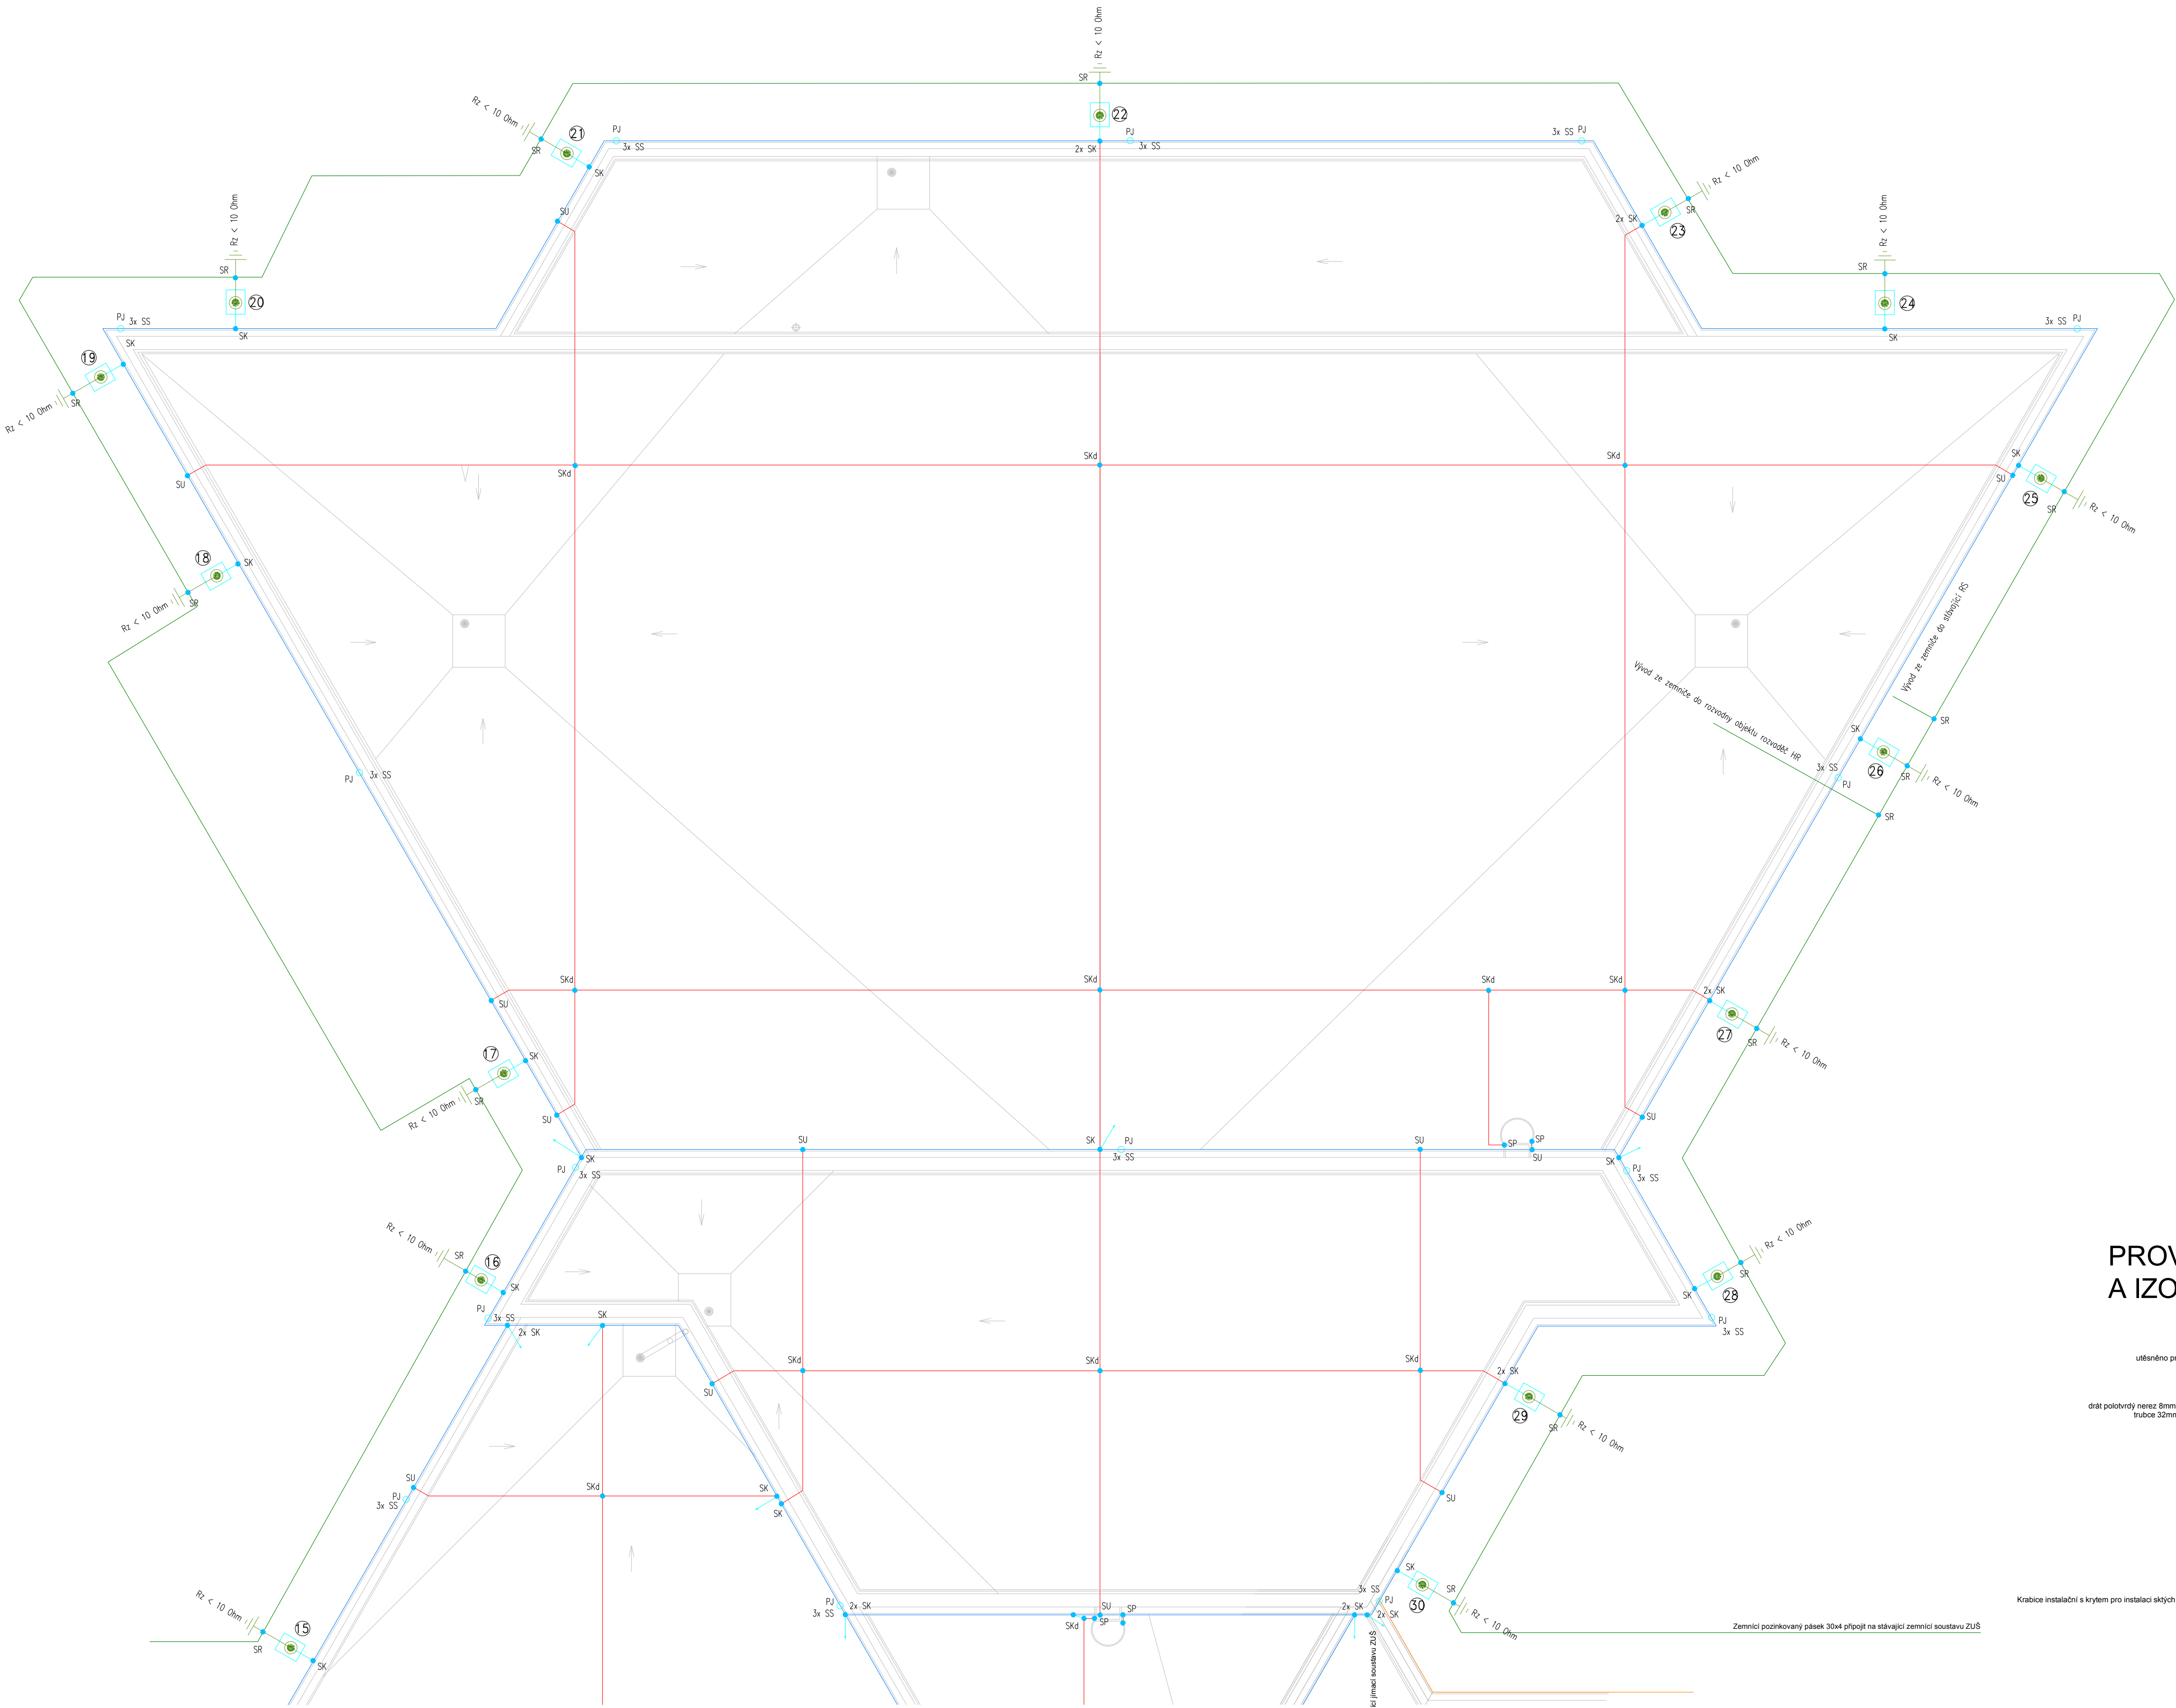 Rz < 10 Ohm
SR
22
Rz < 10 Ohm
21
SR
SK
PJ
3x SS
2x SK
PJ
3x SS
3x SS
PJ
Rz < 10 Ohm
SR
2x SK
23
SU
Rz < 10 Ohm
SR
20
SK
Rz < 10 Ohm
SR
24
SK
PJ
3x SS
3x SS
PJ
SK
19
SR
Rz < 10 Ohm
SU
SKd
SKd
SKd
SK
SU
25
SR
Rz < 10 Ohm
18
SK
SR
Rz < 10 Ohm
Vývod ze zemniče do stávající RS
Vývod ze zemniče do rozvodny objektu rozvoděč HR
SR
SK
3x SS
PJ
26
SR
Rz < 10 Ohm
SR
PJ
3x SS
SU
SKd
SKd
SKd
SKd
2x SK
27
SR
Rz < 10 Ohm
17
SK
SR
Rz < 10 Ohm
SU
SU
SU
SK
PJ
3x SS
SU
SP
SP
SU
SK
SK
PJ
3x SS
PJ
3x SS
Rz < 10 Ohm
SR
16
SK
Rz < 10 Ohm
SR
SK
28
PJ
3x SS
PROV
A IZO
PJ
3x SS
2x SK
SK
utěsněno pr
SKd
SKd
SKd
SU
2x SK
29
SR
Rz < 10 Ohm
drát polotvrdý nerez 8mm
trubce 32mm
SU
PJ
3x SS
SKd
SK
SK
SU
Rz < 10 Ohm
15
SR
SK
PJ
3x SS
2x SK
SU
SP
SP
SKd
3x SS
PJ
2x SK
2x SK
SK
30
SR
Rz < 10 Ohm
Krabice instalační s krytem pro instalaci sktých
Zemnící pozinkovaný pásek 30x4 připojit na stávající zemnící soustavu ZUŠ
ící jímací soustavu ZUŠ